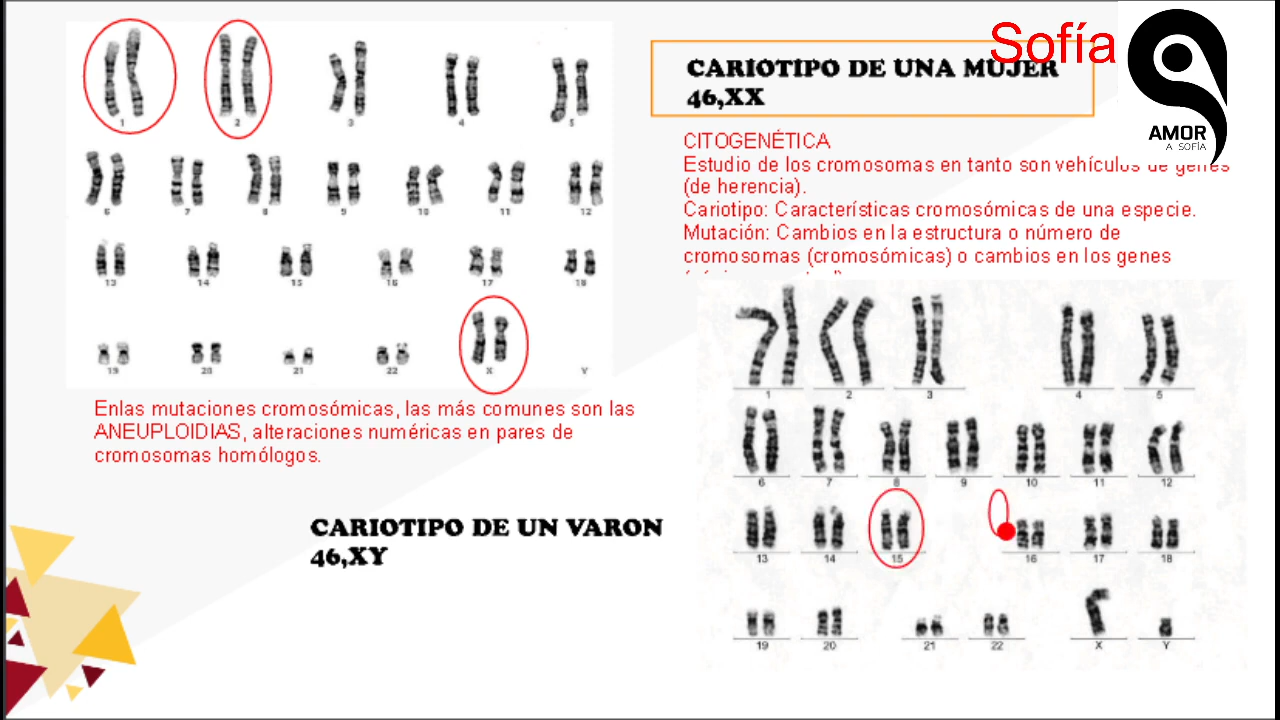 Sofía
AMOR
A SOFÍA
CARIOTIPO DE UNA MUJER
46,XX
CITOGENÉTICA
Estudio de los cromosomas en tanto son vehículos de genes
(de herencia).
Cariotipo: Características cromosómicas de una especie.
Mutación: Cambios en la estructura o número de
cromosomas (cromosómicas) o cambios en los genes
1 2 3 4 5
6 7 8 9 10 11 12
13 14 15 16 17 18
19 20 21 22 X Y
Enlas mutaciones cromosómicas, las más comunes son las
ANEUPLOIDIAS, alteraciones numéricas en pares de
cromosomas homólogos.
CARIOTIPO DE UN VARON
46,XY
1 2 3 4 5
6 7 8 9 10 11 12
13 14 15 16 17 18
19 20 21 22 X Y